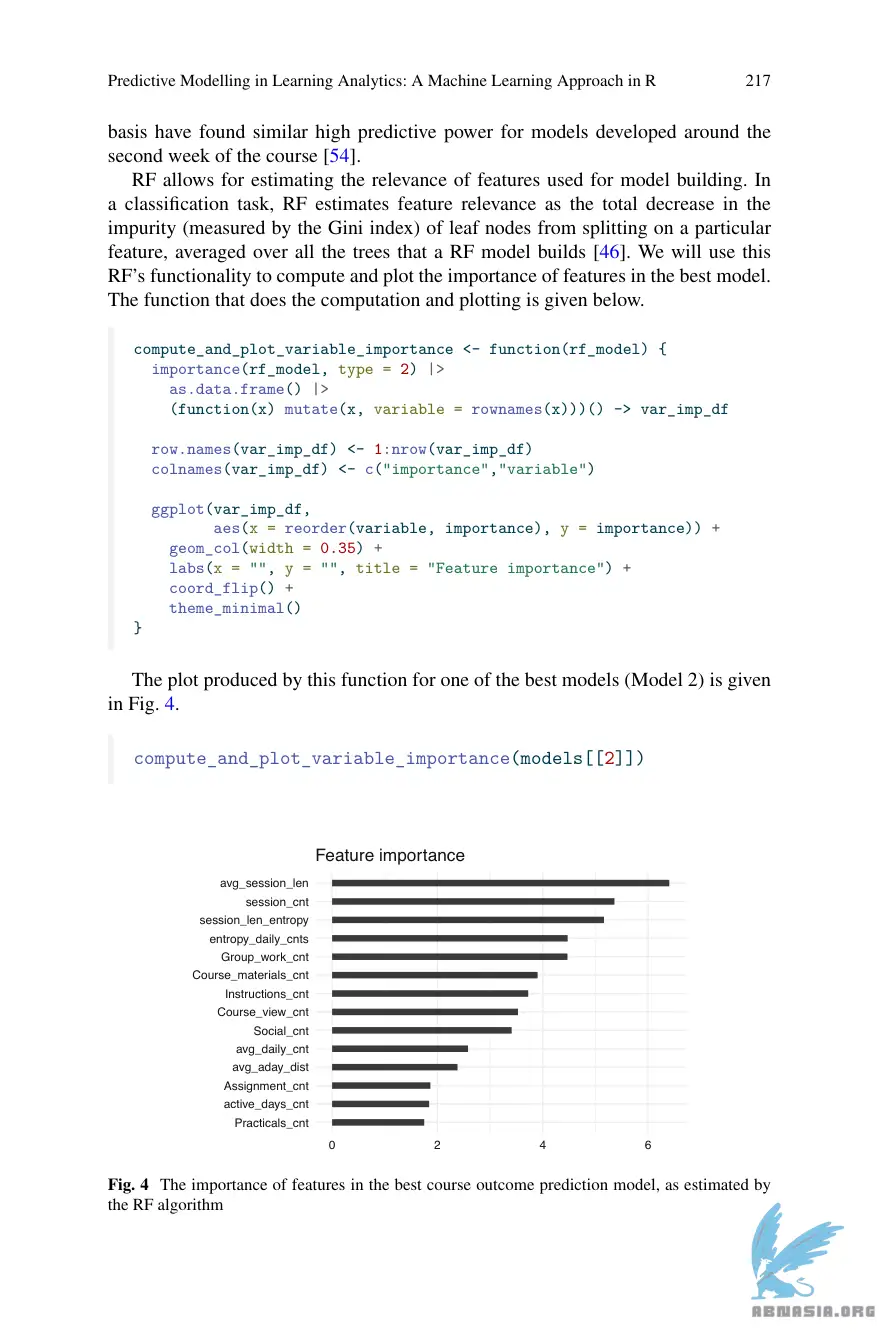 Predictive Modelling in Learning Analytics: A Machine Learning Approach in R 217
basis have found similar high predictive power for models developed around the
second week of the course [54].
RF allows for estimating the relevance of features used for model building. In
a classification task, RF estimates feature relevance as the total decrease in the
impurity (measured by the Gini index) of leaf nodes from splitting on a particular
feature, averaged over all the trees that a RF model builds [46]. We will use this
RF's functionality to compute and plot the importance of features in the best model.
The function that does the computation and plotting is given below.
compute_and_plot_variable_importance <- function(rf_model) {
  importance(rf_model, type = 2) |>
    as.data.frame() |>
    (function(x) mutate(x, variable = rownames(x)))() -> var_imp_df
  row.names(var_imp_df) <- 1:nrow(var_imp_df)
  colnames(var_imp_df) <- c("importance","variable")
  ggplot(var_imp_df,
         aes(x = reorder(variable, importance), y = importance)) +
    geom_col(width = 0.35) +
    labs(x = "", y = "", title = "Feature importance") +
    coord_flip() +
    theme_minimal()
}
The plot produced by this function for one of the best models (Model 2) is given
in Fig. 4.
compute_and_plot_variable_importance(models[[2]])
Feature importance
avg_session_len
session_cnt
session_len_entropy
entropy_daily_cnts
Group_work_cnt
Course_materials_cnt
Instructions_cnt
Course_view_cnt
Social_cnt
avg_daily_cnt
avg_aday_dist
Assignment_cnt
active_days_cnt
Practicals_cnt
0 2 4 6
Fig. 4 The importance of features in the best course outcome prediction model, as estimated by
the RF algorithm
ABNASIA.ORG